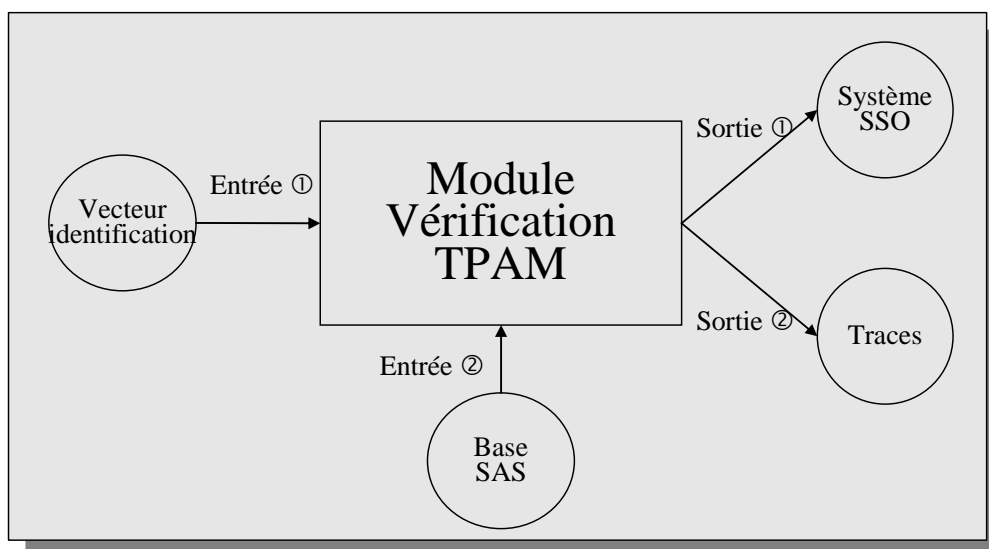 Système
SSO
Sortie ①
Entrée ①
Module
Vérification
TPAM
Vecteur
identification
Sortie ②
Traces
Entrée ②
Base
SAS